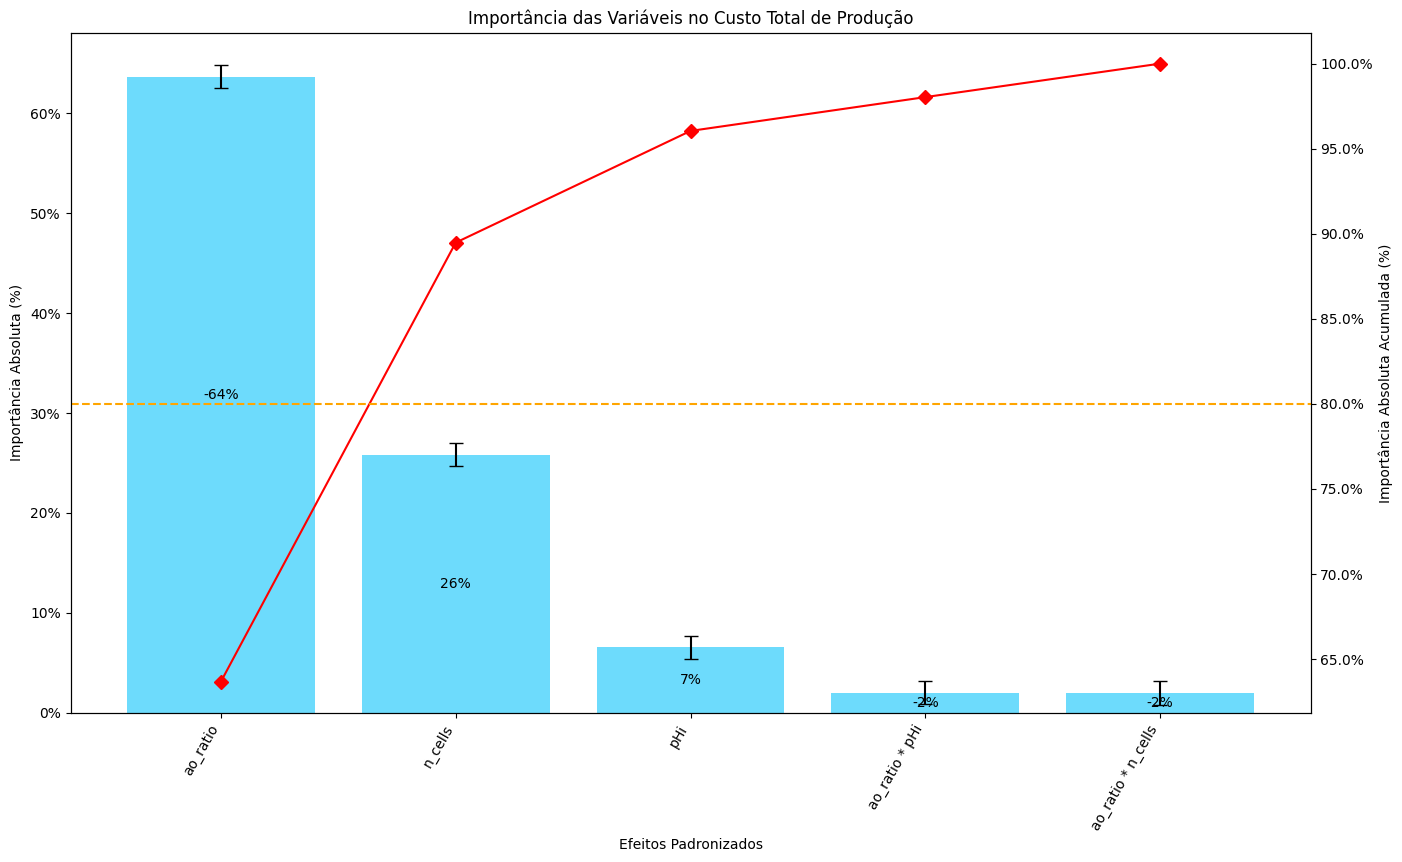 Importância das Variáveis no Custo Total de Produção
Importância Absoluta (%)
60%
50%
40%
30%
20%
10%
0%
-64%
26%
7%
-2%
-2%
100.0%
95.0%
90.0%
85.0%
80.0%
75.0%
70.0%
65.0%
Importância Absoluta Acumulada (%)
ao_ratio
n_cells
pHi
ao_ratio * pHi
ao_ratio * n_cells
Efeitos Padronizados